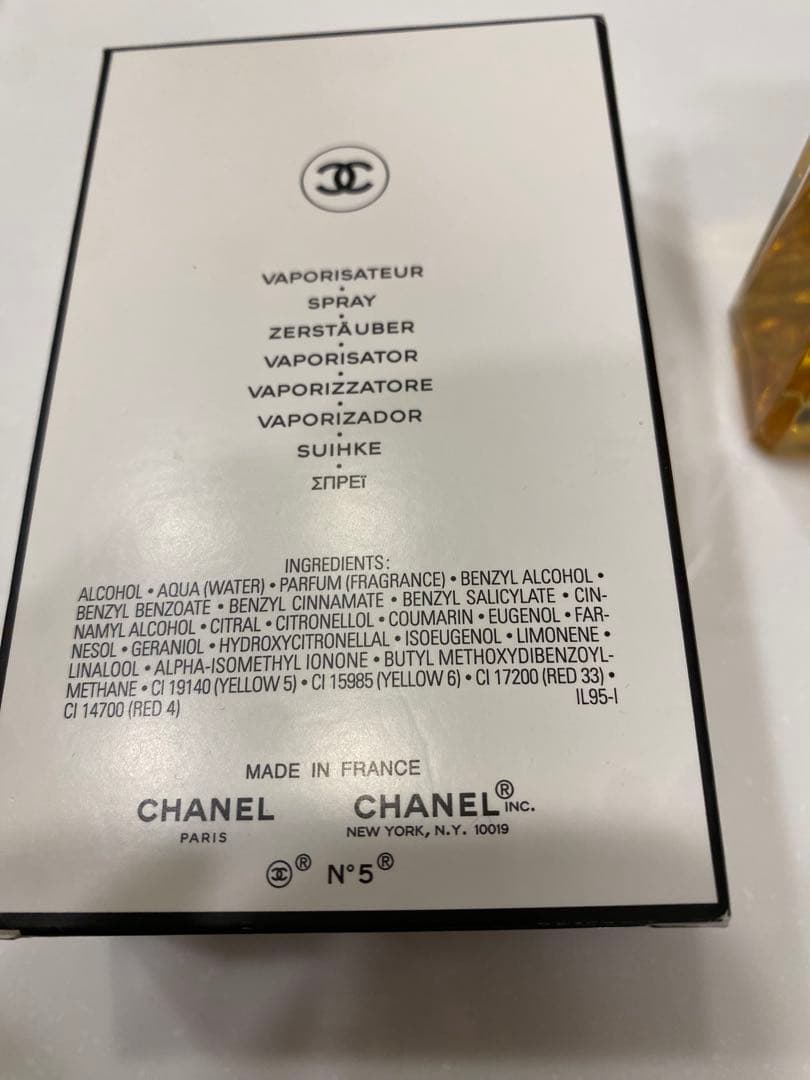 VAPORISATEUR
•
SPRAY
•
ZERSTÄUBER
•
VAPORISATOR
•
VAPORIZZATORE
•
VAPORIZADOR
•
SUIHKE
•
ΣΠΡΕΪ
INGREDIENTS:
ALCOHOL • AQUA (WATER) • PARFUM (FRAGRANCE) • BENZYL ALCOHOL •
BENZYL BENZOATE • BENZYL CINNAMATE • BENZYL SALICYLATE • CIN-
NAMYL ALCOHOL • CITRAL • CITRONELLOL • COUMARIN • EUGENOL • FAR-
NESOL • GERANIOL • HYDROXYCITRONELLAL • ISOEUGENOL • LIMONENE •
LINALOOL • ALPHA-ISOMETHYL IONONE • BUTYL METHOXYDIBENZOYL-
METHANE • CI 19140 (YELLOW 5) • CI 15985 (YELLOW 6) • CI 17200 (RED 33) •
CI 14700 (RED 4) IL95-I
MADE IN FRANCE
CHANEL CHANEL® INC.
PARIS NEW YORK, N.Y. 10019
® N°5®